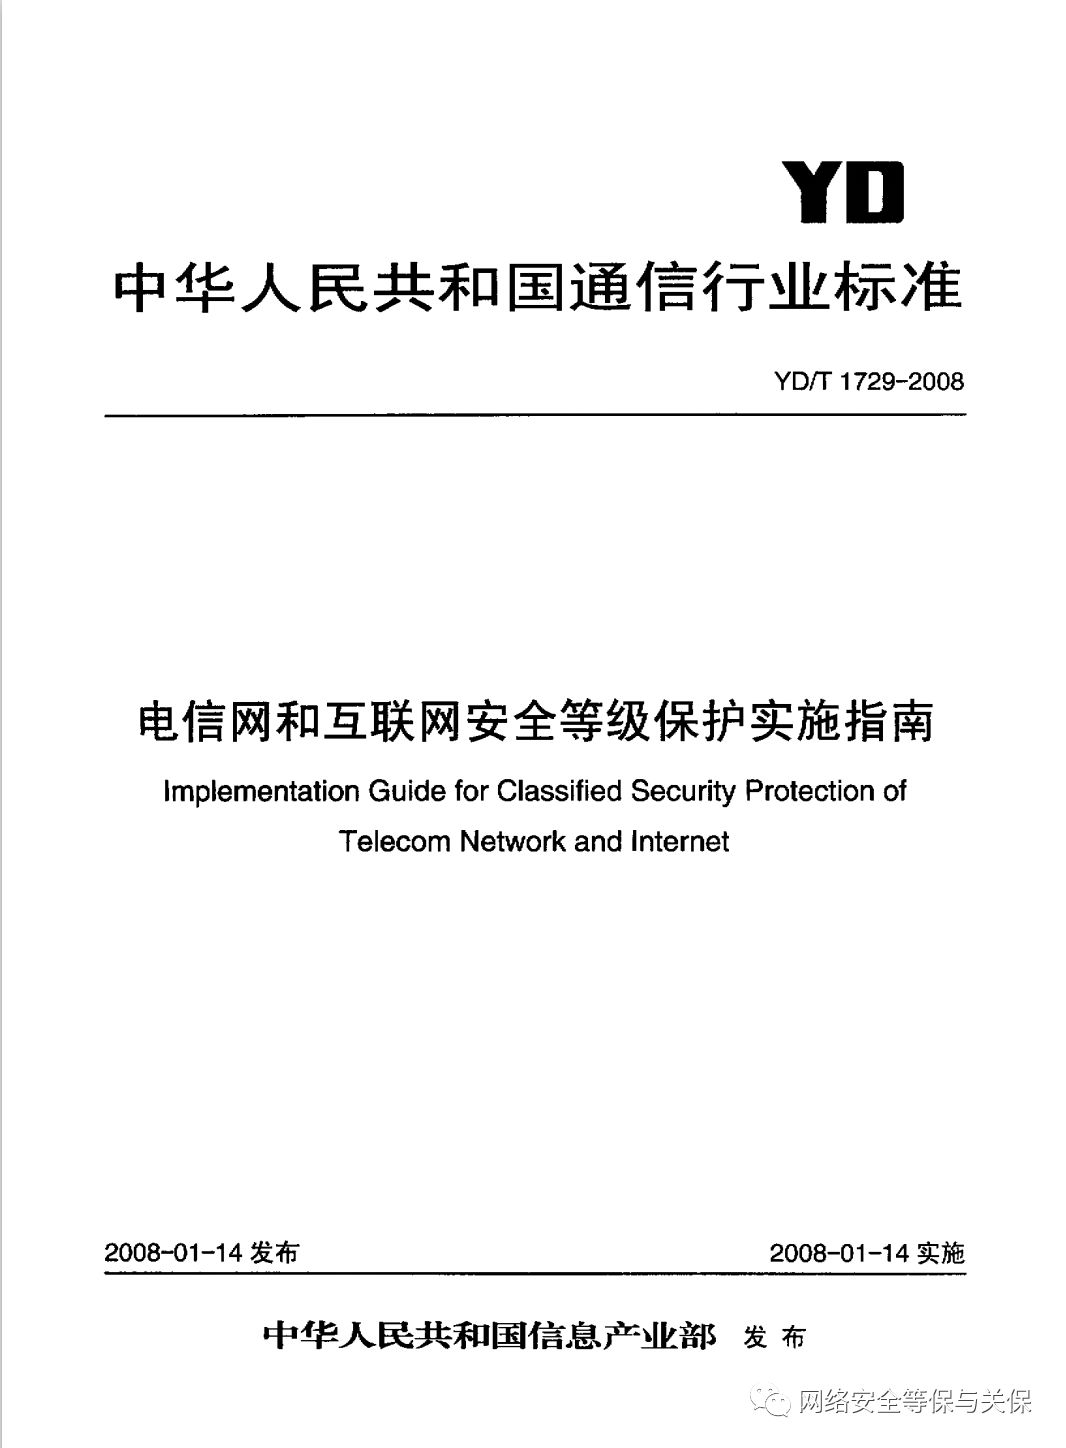 YD
中华人民共和国通信行业标准
YD/T 1729-2008
电信网和互联网安全等级保护实施指南
Implementation Guide for Classified Security Protection of
Telecom Network and Internet
2008-01-14 发布
2008-01-14 实施
中华人民共和国信息产业部 发 布
网络安全等保与关保